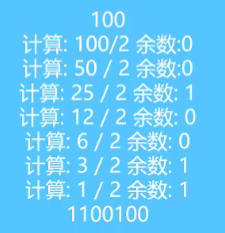 100
计算: 100/2 余数:0
计算: 50 / 2 余数:0
计算: 25 / 2 余数: 1
计算: 12 / 2 余数: 0
计算: 6 / 2 余数: 0
计算: 3 / 2 余数: 1
计算: 1 / 2 余数: 1
1100100